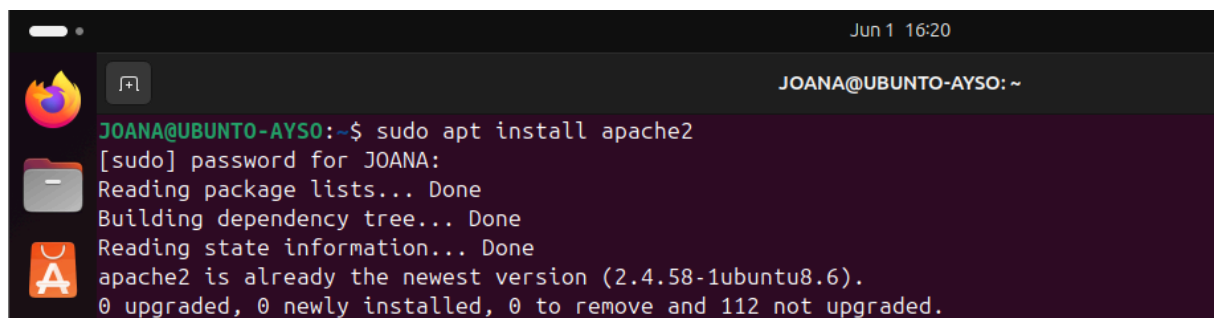 Jun 1 16:20
JOANA@UBUNTO-AYSO: ~
JOANA@UBUNTO-AYSO:~$ sudo apt install apache2
[sudo] password for JOANA:
Reading package lists... Done
Building dependency tree... Done
Reading state information... Done
apache2 is already the newest version (2.4.58-1ubuntu8.6).
0 upgraded, 0 newly installed, 0 to remove and 112 not upgraded.